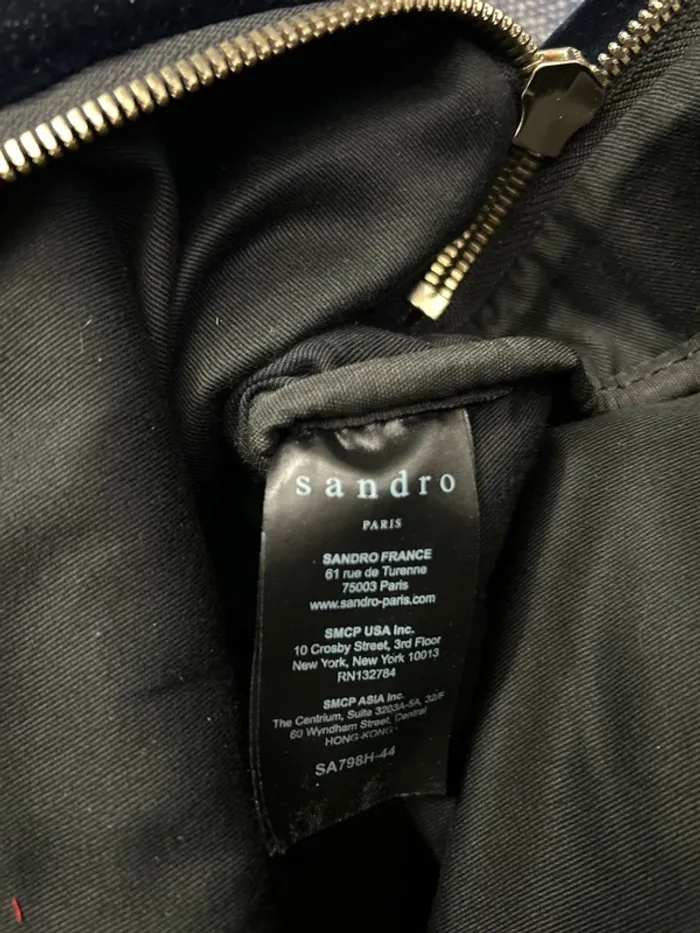 sandro
PARIS
SANDRO FRANCE
61 rue de Turenne
75003 Paris
www.sandro-paris.com
SMCP USA Inc.
10 Crosby Street, 3rd Floor
New York, New York 10013
RN132784
SMCP ASIA Inc.
The Centrium, Suite 3203A-5A, 32/F
60 Wyndham Street, Central
HONG-KONG
SA798H-44